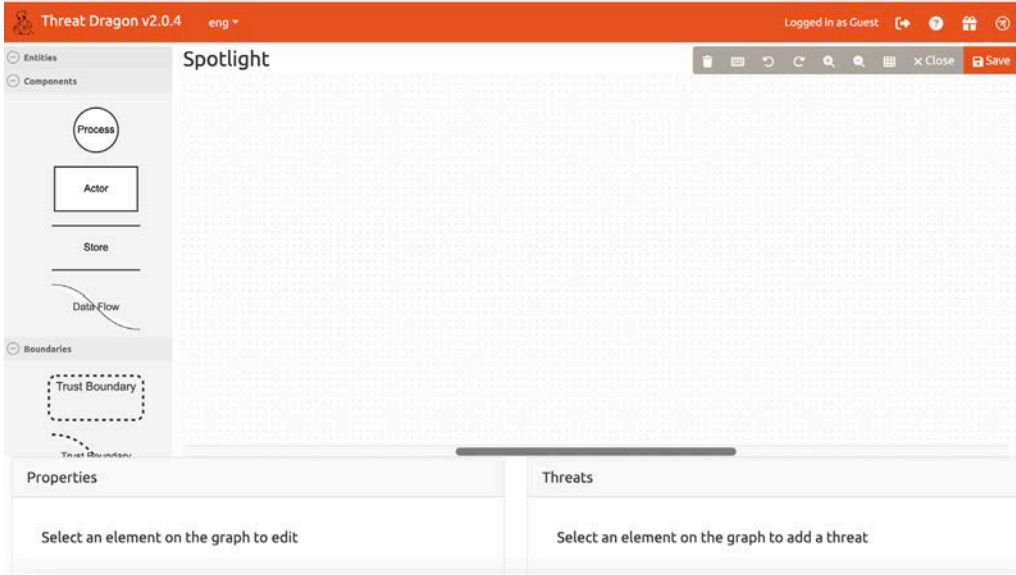 Threat Dragon v2.0.4 eng Logged in as Guest
Entities
Spotlight
Close Save
Components
Process
Actor
Store
Data Flow
Boundaries
Trust Boundary
Trust Boundary
Properties Threats
Select an element on the graph to edit Select an element on the graph to add a threat